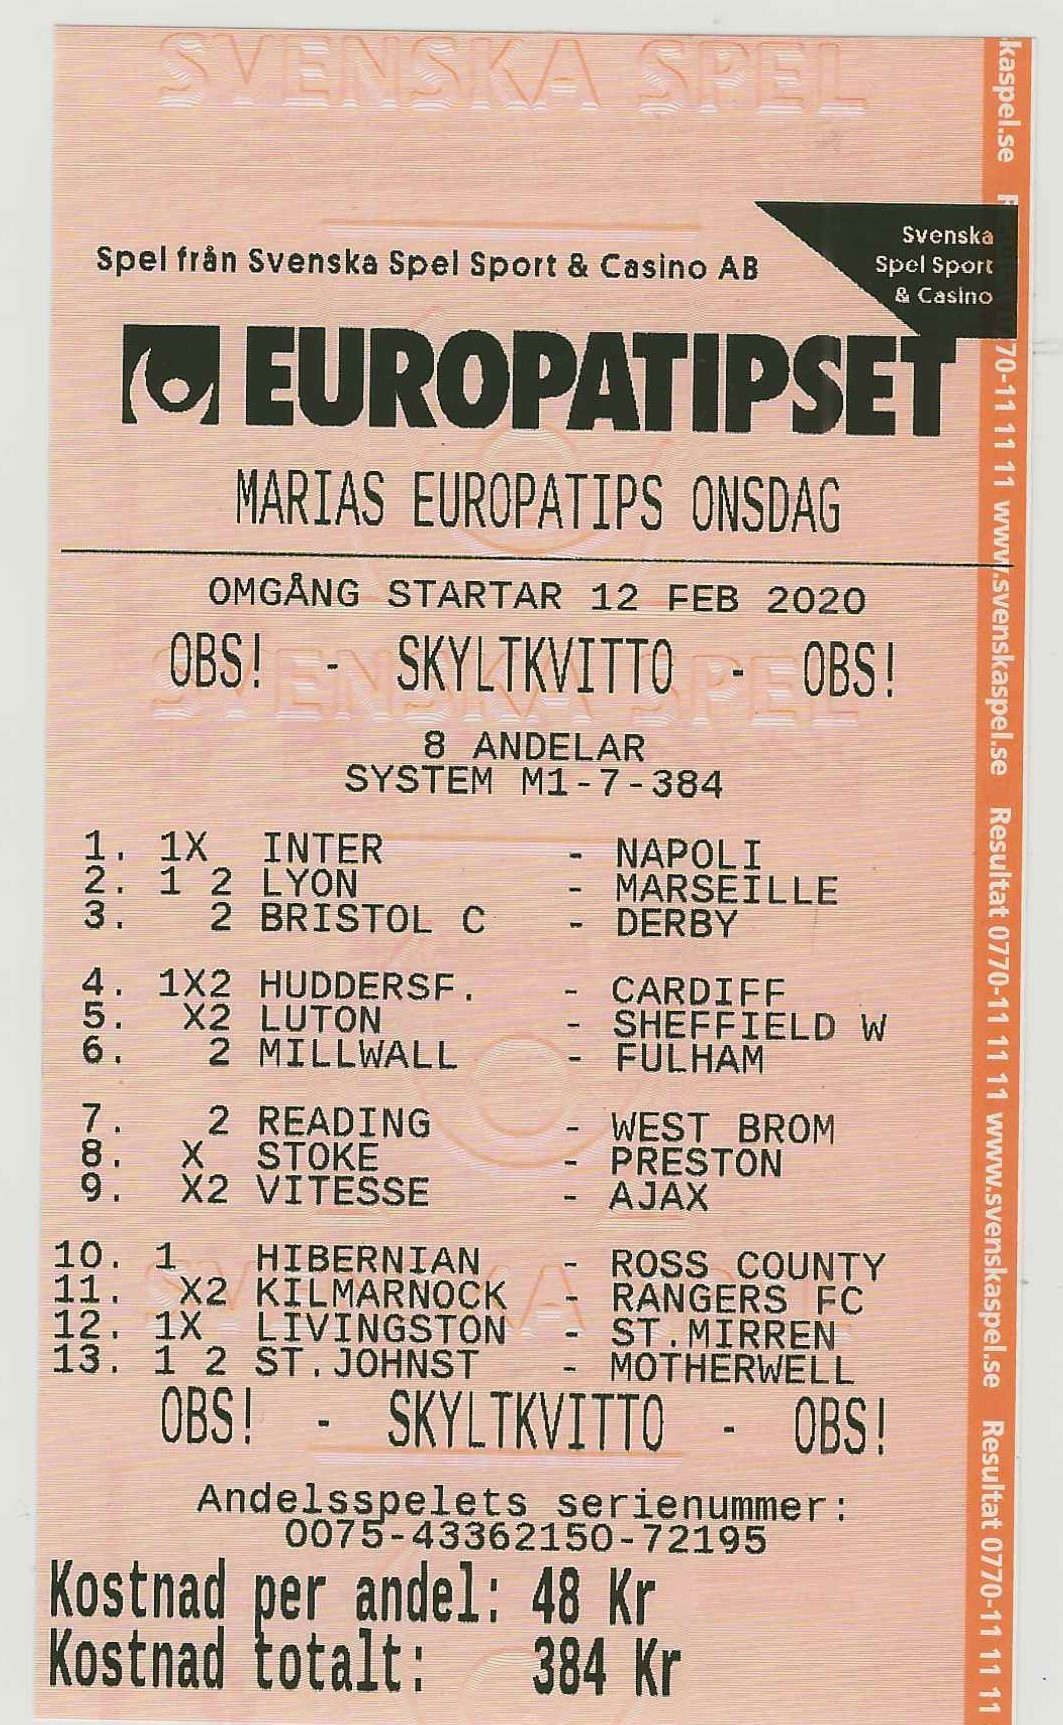 SVENSKA SPEL
Spel från Svenska Spel Sport & Casino AB
Svenska
Spel Sport
& Casino
EUROPATIPSET
MARIAS EUROPATIPS ONSDAG
OMGÅNG STARTAR 12 FEB 2020
OBS! - SKYLTKVITTO - OBS!
SVENSKA SPEL
8 ANDELAR
SYSTEM M1-7-384
1. 1X INTER - NAPOLI
2. 1 2 LYON - MARSEILLE
3. 2 BRISTOL C - DERBY
4. 1X2 HUDDERSF. - CARDIFF
5. X2 LUTON - SHEFFIELD W
6. 2 MILLWALL - FULHAM
7. 2 READING - WEST BROM
8. X STOKE - PRESTON
9. X2 VITESSE - AJAX
10. 1 HIBERNIAN - ROSS COUNTY
11. X2 KILMARNOCK - RANGERS FC
12. 1X LIVINGSTON - ST.MIRREN
13. 1 2 ST.JOHNST - MOTHERWELL
OBS! - SKYLTKVITTO - OBS!
Andelsspelets serienummer:
0075-43362150-72195
Kostnad per andel: 48 Kr
Kostnad totalt: 384 Kr
kaspel.se 70-11 11 11 www.svenskaspel.se Resultat 0770-11 11 11 www.svenskaspel.se Resultat 0770-11 11 11